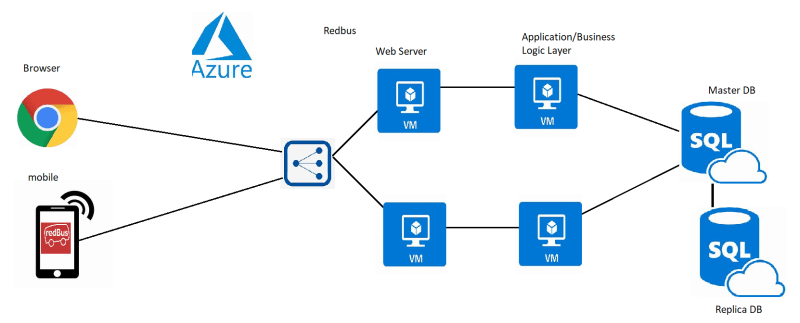 Redbus
Azure
Browser
Web Server
Application/Business
Logic Layer
VM
VM
Master DB
SQL
mobile
redBus
VM
VM
SQL
Replica DB